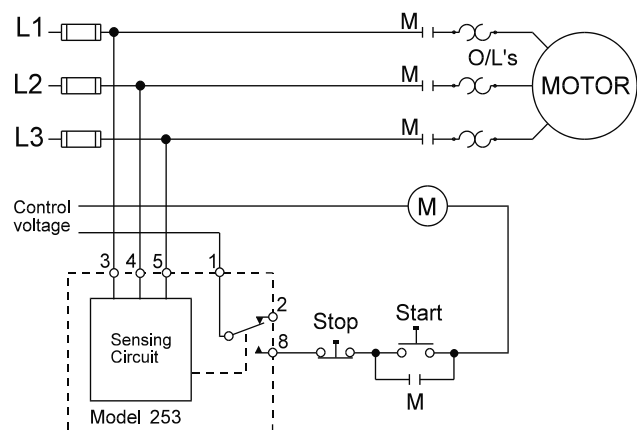 L1
M
O/L's
L2
M
MOTOR
L3
M
Control
voltage
M
3
4
5
1
2
8
Stop
Start
M
Sensing
Circuit
Model 253